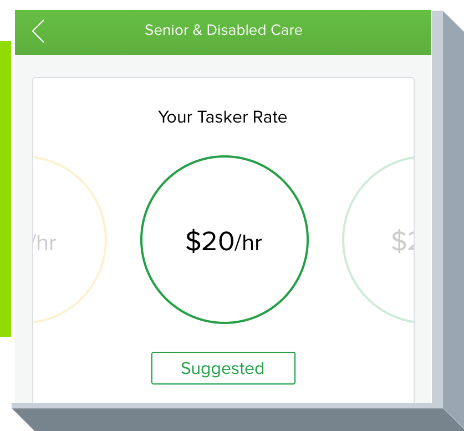 Senior & Disabled Care
Your Tasker Rate
/hr $20/hr $2
Suggested